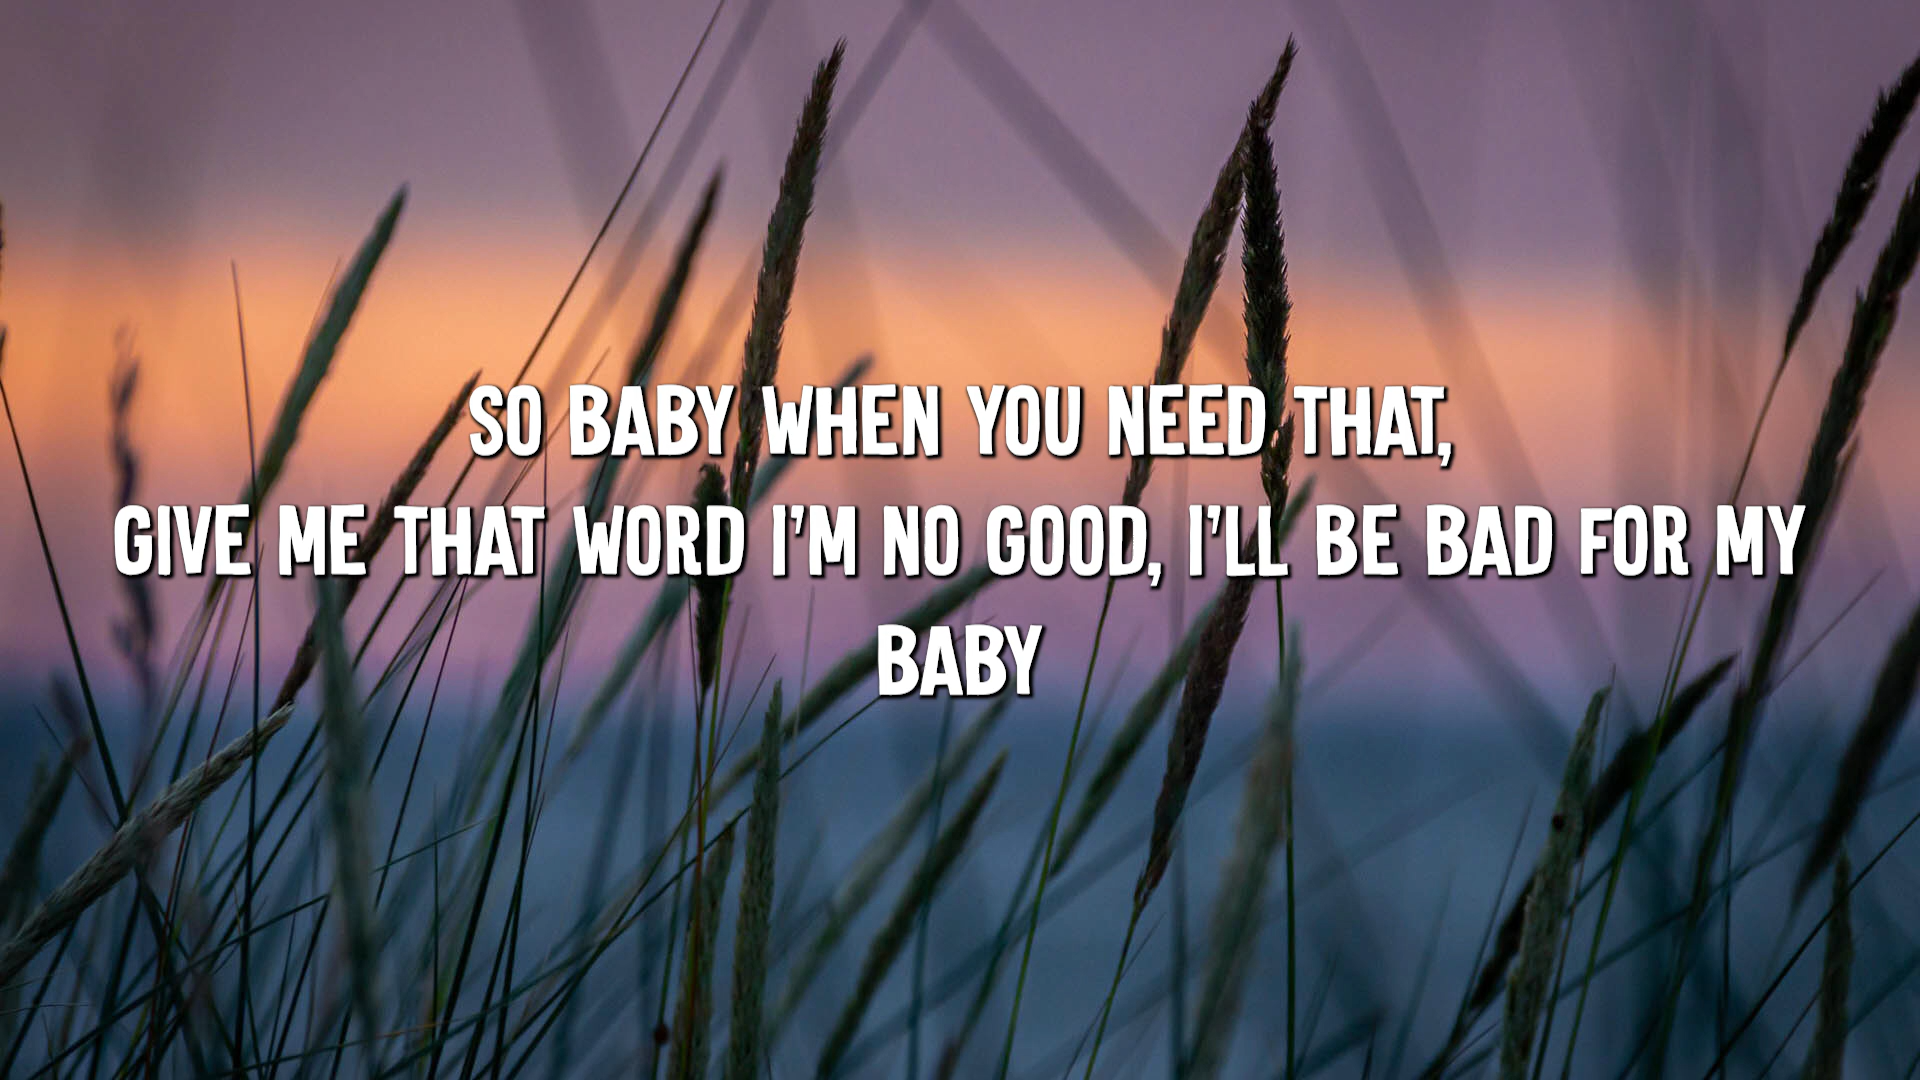 SO BABY WHEN YOU NEED THAT,
GIVE ME THAT WORD I'M NO GOOD, I'LL BE BAD FOR MY
BABY